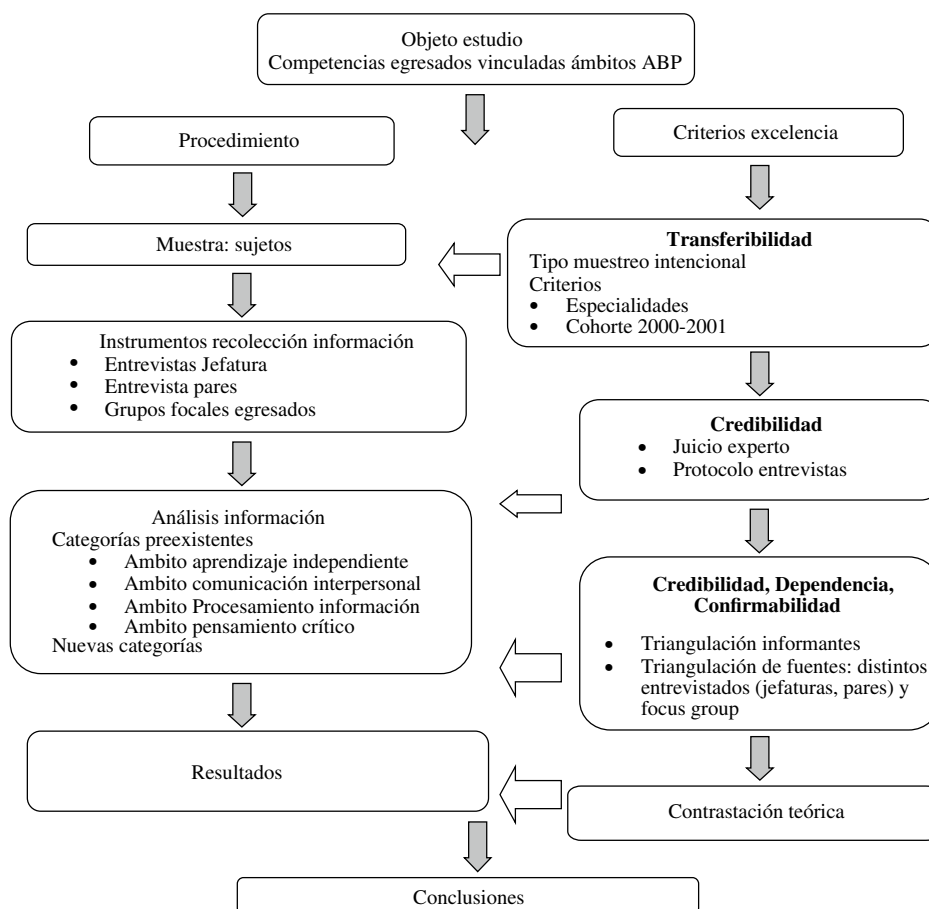 Objeto estudio
Competencias egresados vinculadas ámbitos ABP
Procedimiento
Muestra: sujetos
Instrumentos recolección información
• Entrevistas Jefatura
• Entrevista pares
• Grupos focales egresados
Análisis información
Categorías preexistentes
• Ambito aprendizaje independiente
• Ambito comunicación interpersonal
• Ambito Procesamiento información
• Ambito pensamiento crítico
Nuevas categorías
Resultados
Criterios excelencia
Transferibilidad
Tipo muestreo intencional
Criterios
• Especialidades
• Cohorte 2000-2001
Credibilidad
• Juicio experto
• Protocolo entrevistas
Credibilidad, Dependencia,
Confirmabilidad
• Triangulación informantes
• Triangulación de fuentes: distintos
entrevistados (jefaturas, pares) y
focus group
Contrastación teórica
Conclusiones